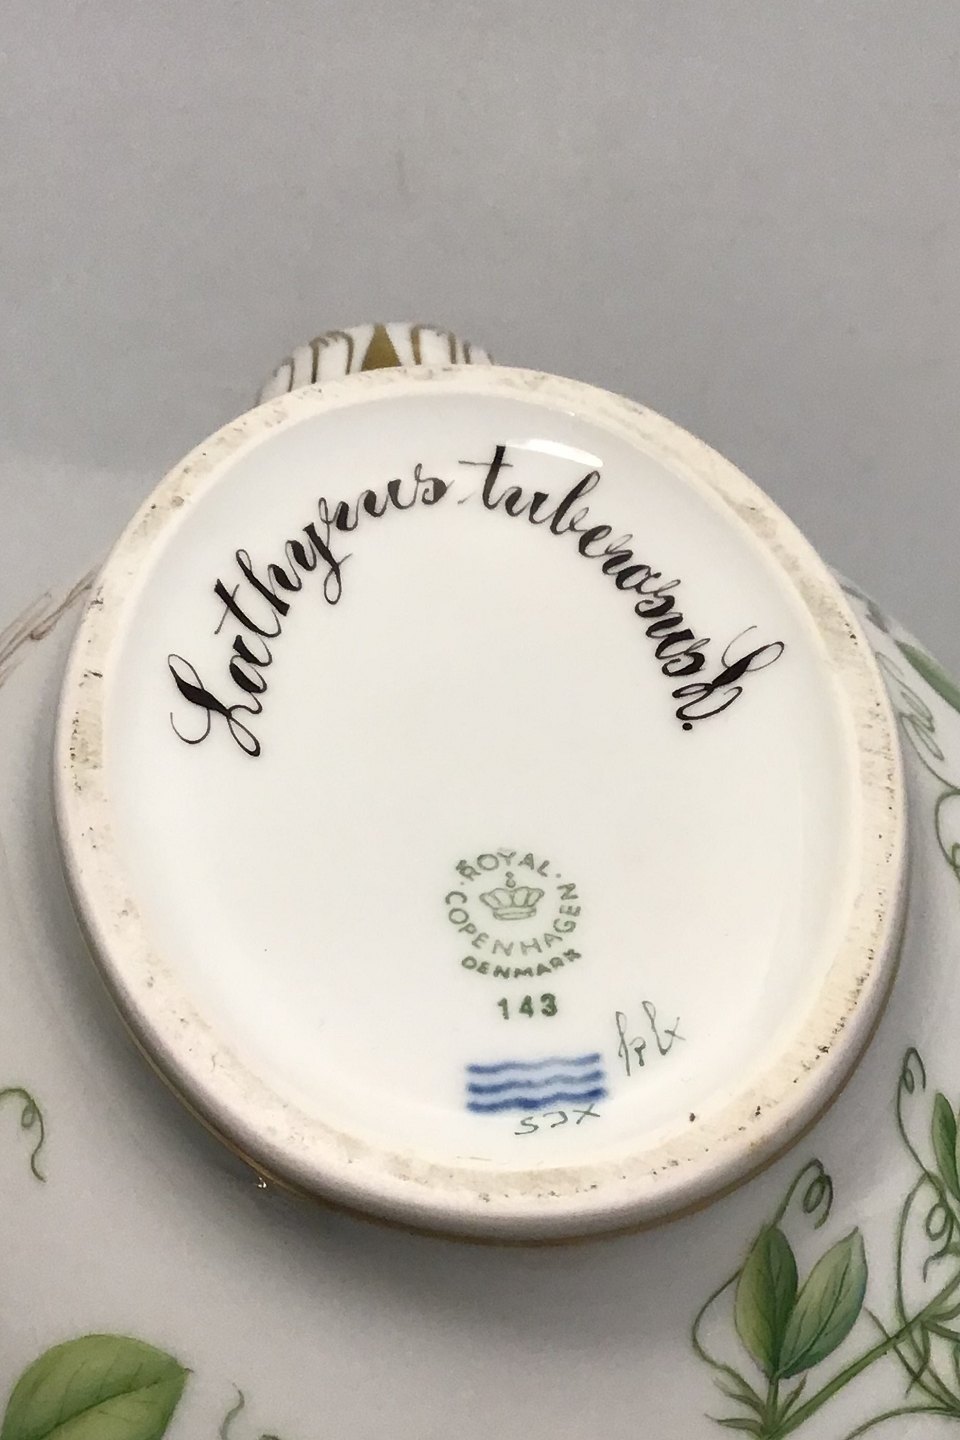 Lathyrus tuberosus L.
ROYAL COPENHAGEN
DENMARK
143